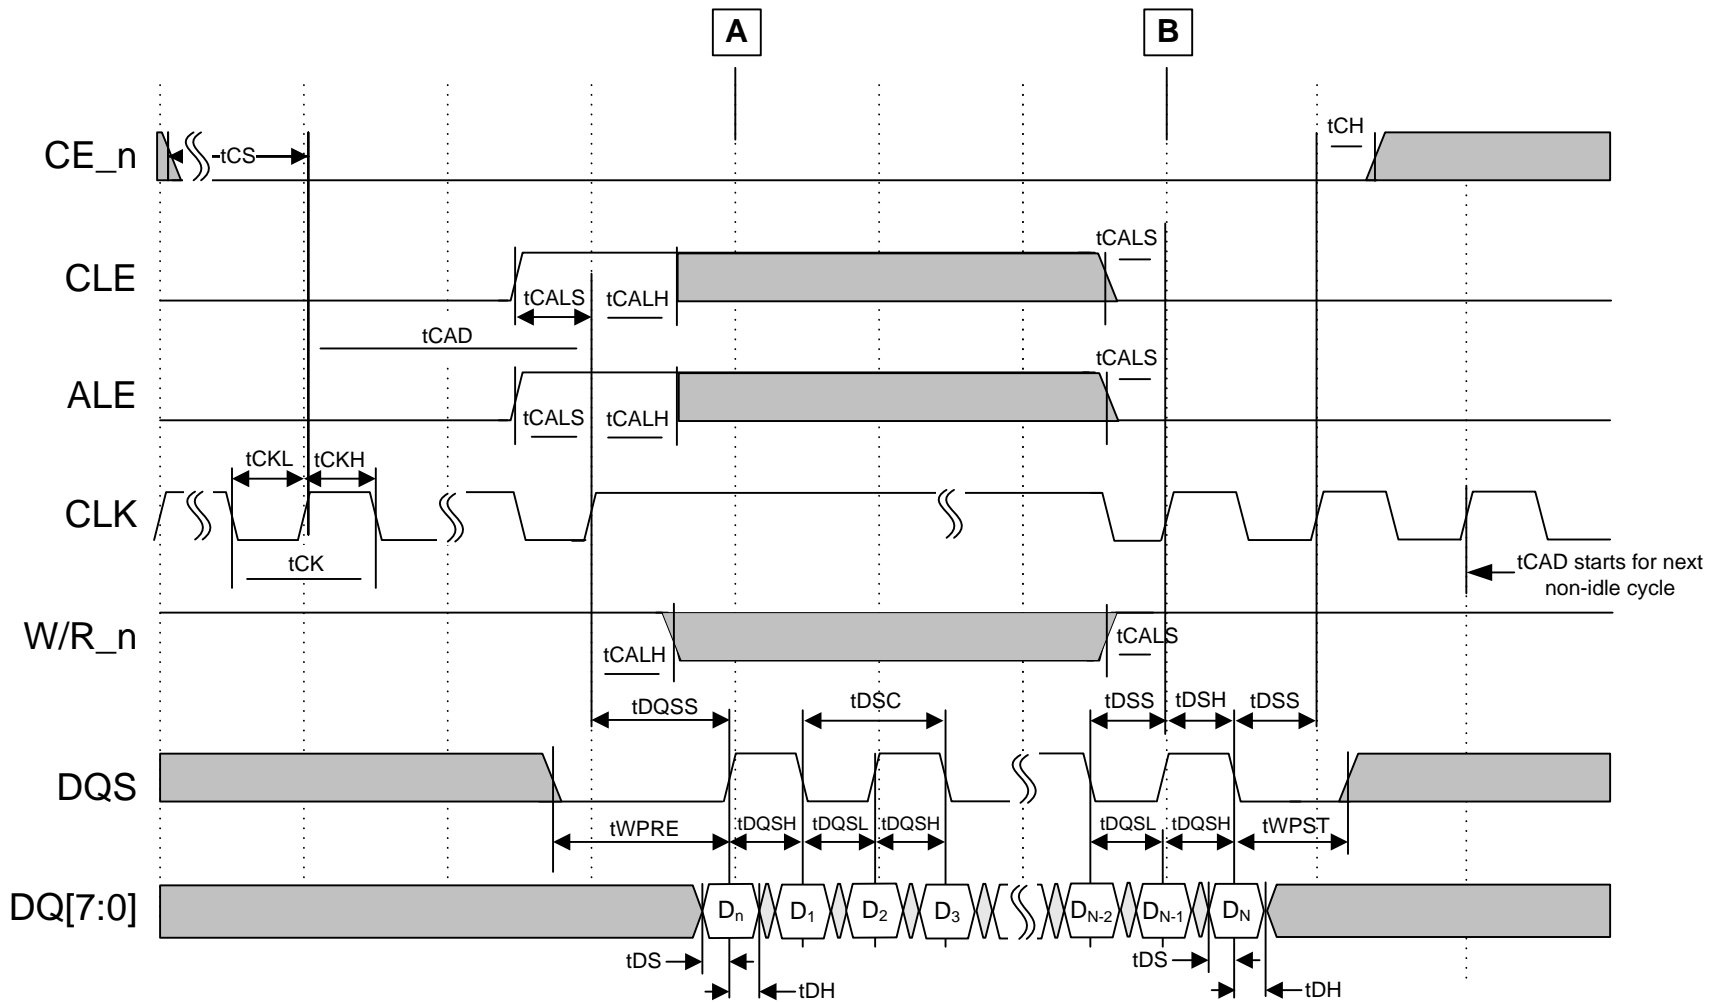 A
B
CE_n
tCS
tCH
CLE
tCALS
tCALS
tCALH
tCAD
ALE
tCALS
tCALS
tCALH
tCKL
tCKH
CLK
tCK
tCAD starts for next
non-idle cycle
W/R_n
tCALH
tCALS
tDQSS
tDSC
tDSS
tDSH
tDSS
DQS
tWPRE
tDQSH
tDQSL
tDQSH
tDQSL
tDQSH
tWPST
DQ[7:0]
Dn
D1
D2
D3
DN-2
DN-1
DN
tDS
tDS
tDH
tDH